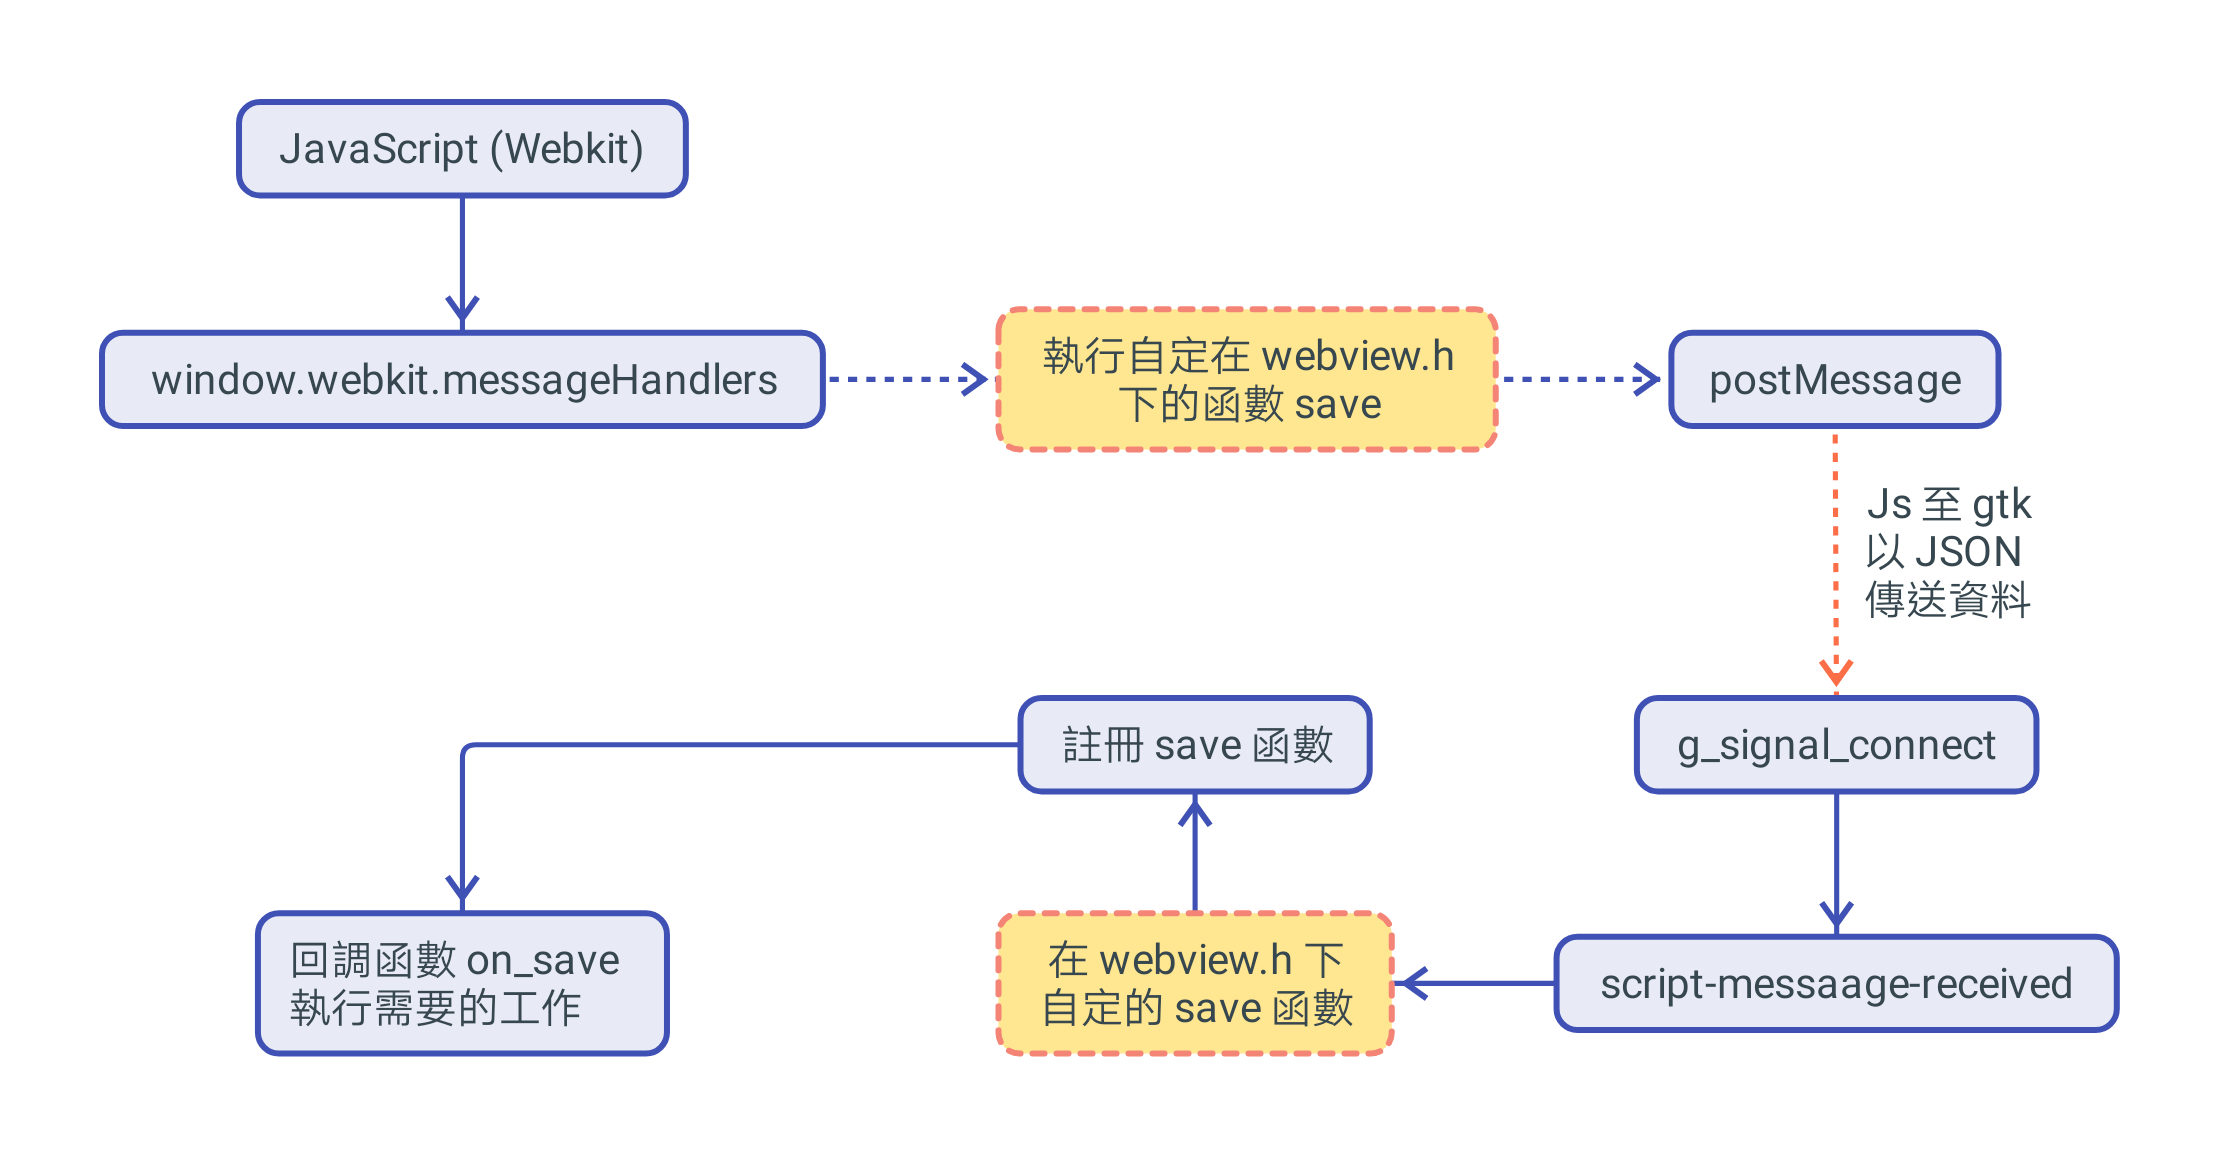 JavaScript (Webkit)
window.webkit.messageHandlers
執行自定在 webview.h
下的函數 save
postMessage
Js 至 gtk
以 JSON
傳送資料
g_signal_connect
script-messaage-received
在 webview.h 下
自定的 save 函數
註冊 save 函數
回調函數 on_save
執行需要的工作